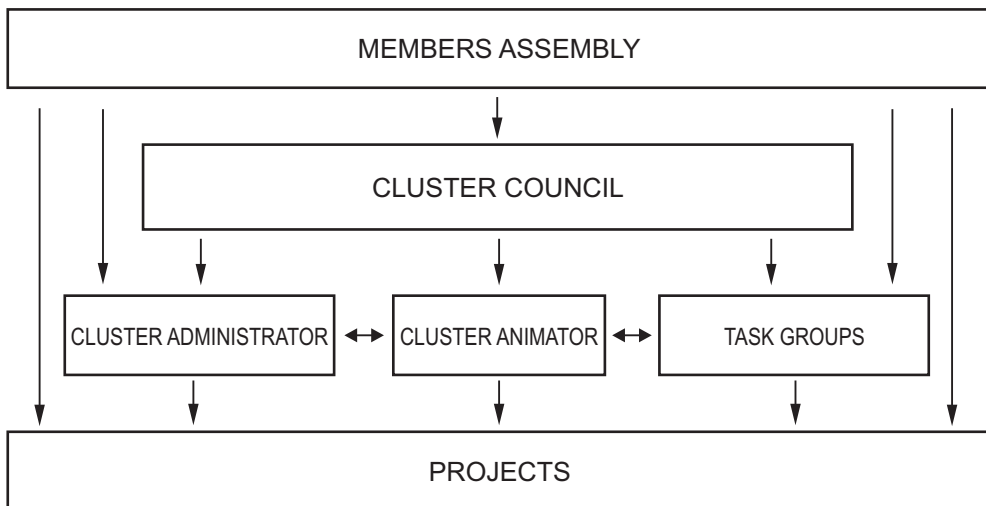 MEMBERS ASSEMBLY
CLUSTER COUNCIL
CLUSTER ADMINISTRATOR
CLUSTER ANIMATOR
TASK GROUPS
PROJECTS